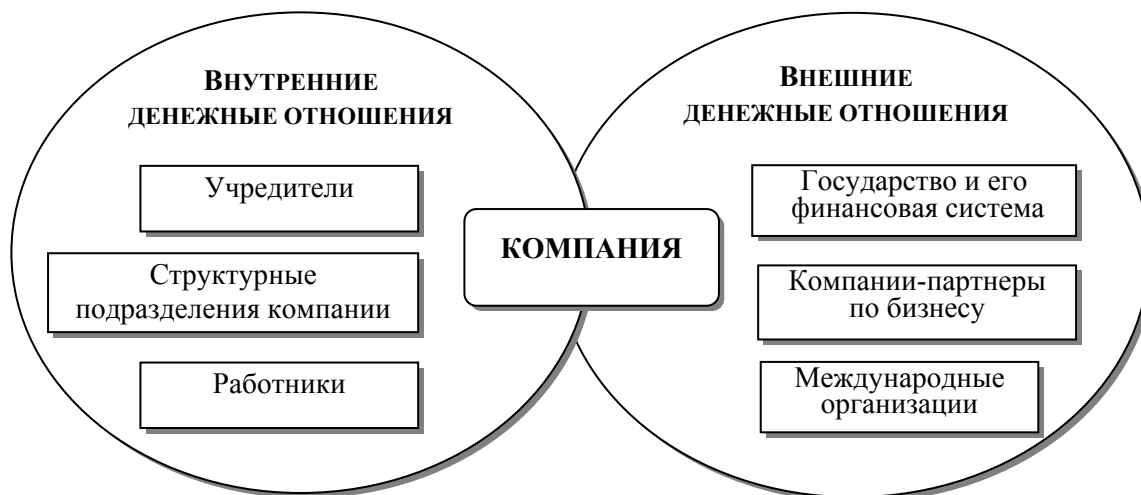 ВНУТРЕННИЕ
ДЕНЕЖНЫЕ ОТНОШЕНИЯ
Учредители
Структурные
подразделения компании
Работники
КОМПАНИЯ
ВНЕШНИЕ
ДЕНЕЖНЫЕ ОТНОШЕНИЯ
Государство и его
финансовая система
Компании-партнеры
по бизнесу
Международные
организации